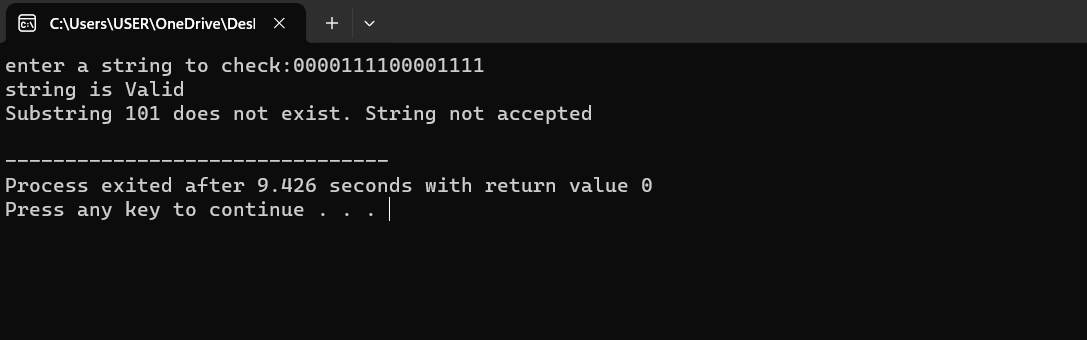 C:\Users\USER\OneDrive\Desl
enter a string to check:0000111100001111
string is Valid
Substring 101 does not exist. String not accepted
--------------------------------
Process exited after 9.426 seconds with return value 0
Press any key to continue . . .